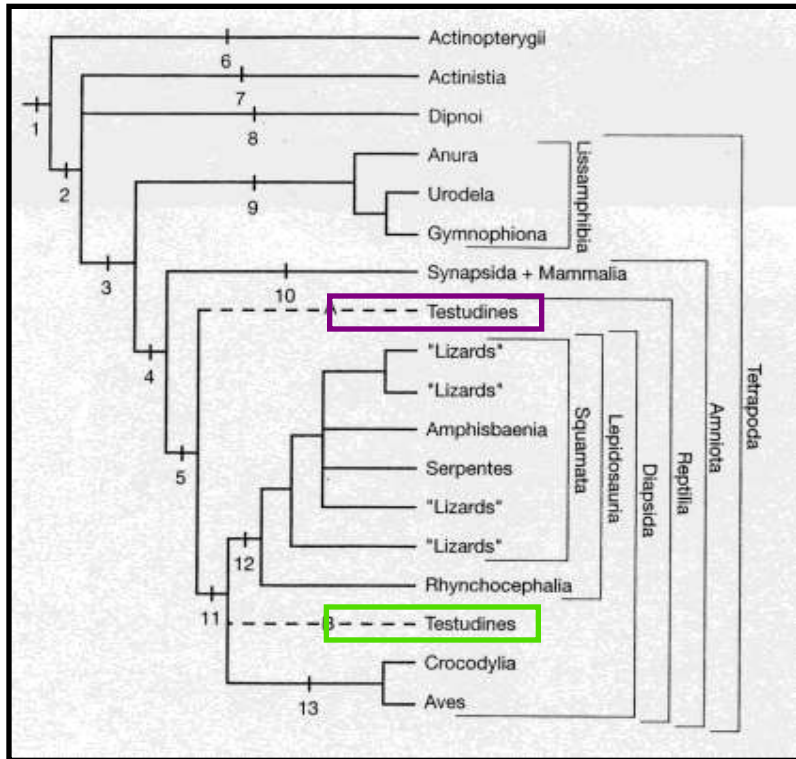 Actinopterygii
6
Actinistia
7
1
Dipnoi
8
2
Anura
Urodela
9
Gymnophiona
Lissamphibia
3
Synapsida + Mammalia
10
Testudines
4
"Lizards"
"Lizards"
Amphisbaenia
Serpentes
5
"Lizards"
"Lizards"
12
Rhynchocephalia
11
B
Testudines
Crocodylia
13
Aves
Squamata
Lepidosauria
Diapsida
Reptilia
Amniota
Tetrapoda